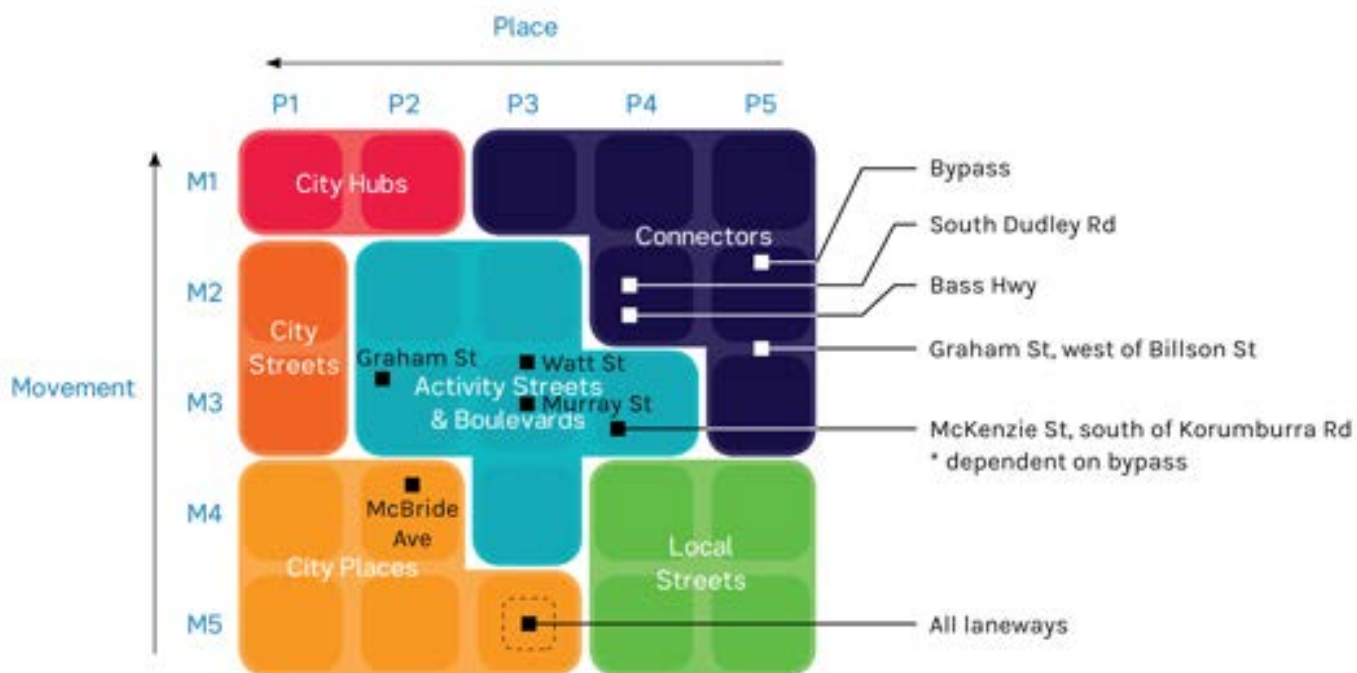 Place
P1 P2 P3 P4 P5
M1
City Hubs
Bypass
South Dudley Rd
Connectors
M2
Bass Hwy
City
Streets
Graham St
Watt St
Graham St, west of Billson St
Movement
Activity Streets
& Boulevards
M3
Murray St
McKenzie St, south of Korumburra Rd
* dependent on bypass
M4
McBride
Ave
City Places
Local
Streets
M5
All laneways